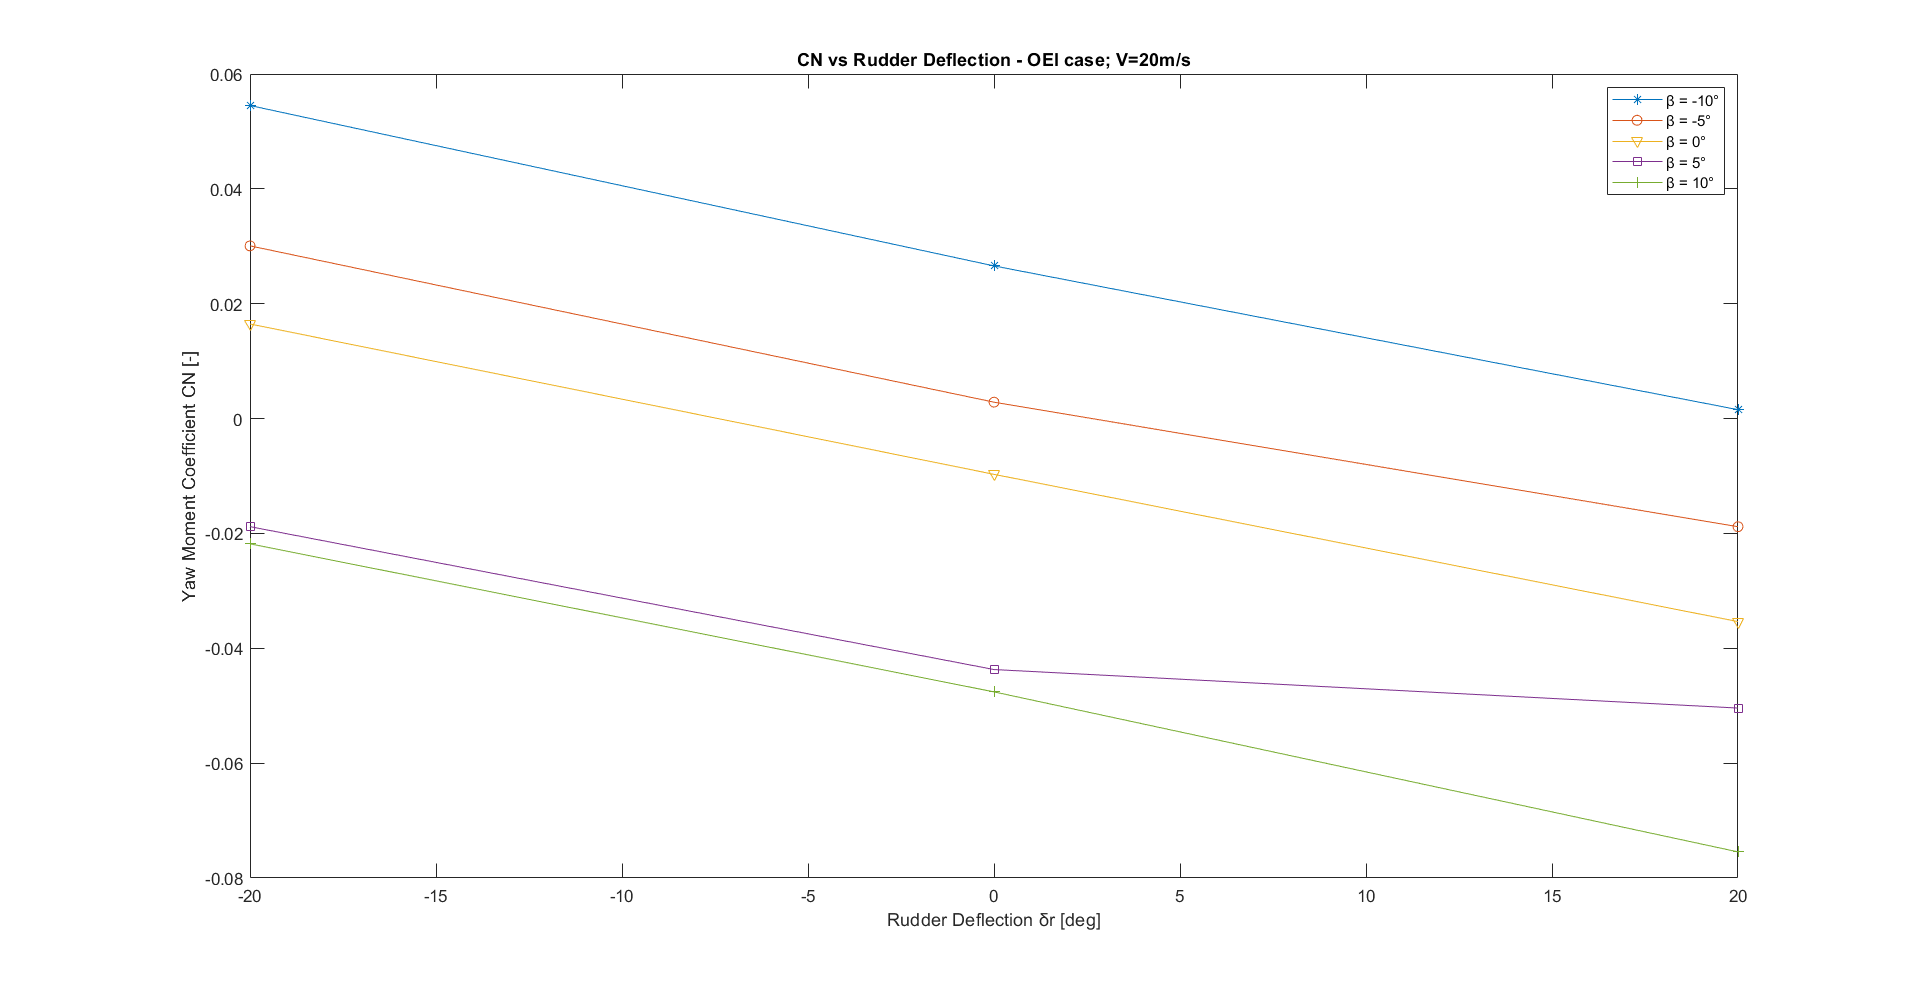 CN vs Rudder Deflection - OEI case; V=20m/s
0.06
0.04
0.02
0
-0.02
-0.04
-0.06
-0.08
Yaw Moment Coefficient CN [-]
β = -10°
β = -5°
β = 0°
β = 5°
β = 10°
-20 -15 -10 -5 0 5 10 15 20
Rudder Deflection δr [deg]